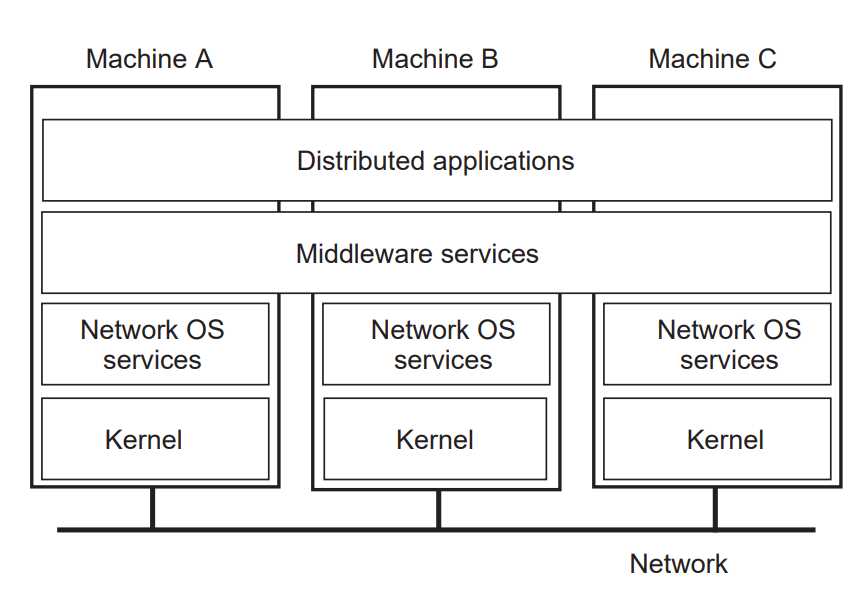 Machine A
Machine B
Machine C
Distributed applications
Middleware services
Network OS
services
Network OS
services
Network OS
services
Kernel
Kernel
Kernel
Network